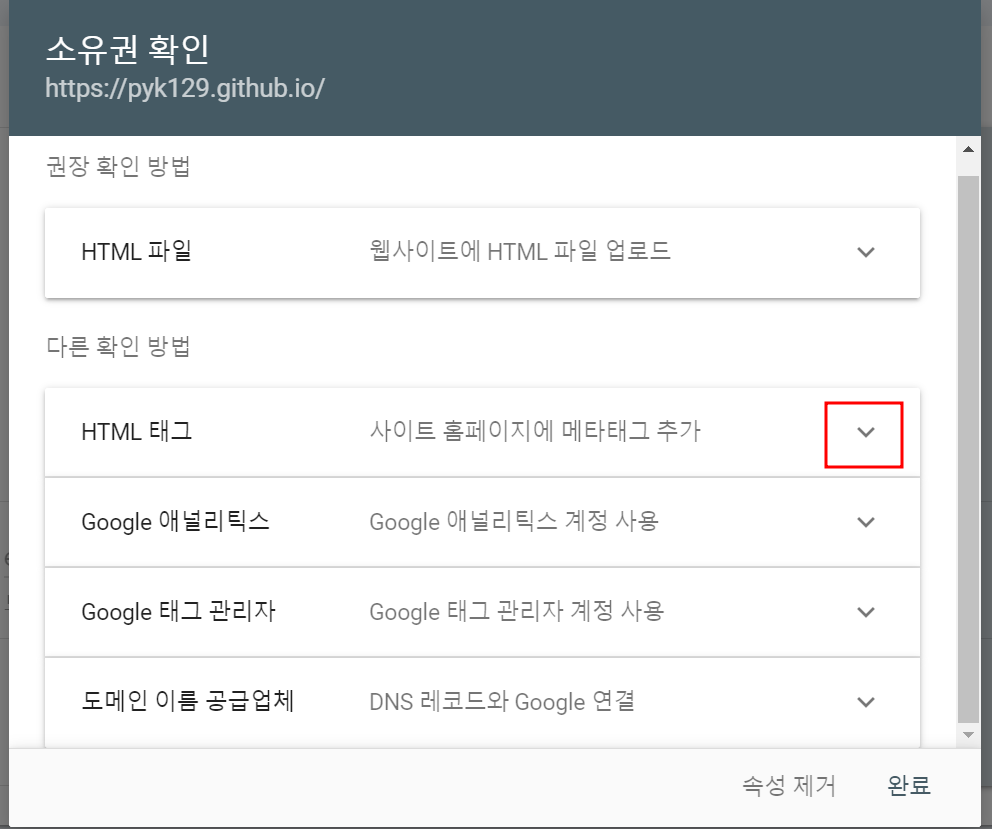 소유권 확인
https://pyk129.github.io/
권장 확인 방법
HTML 파일 웹사이트에 HTML 파일 업로드
다른 확인 방법
HTML 태그 사이트 홈페이지에 메타태그 추가
Google 애널리틱스 Google 애널리틱스 계정 사용
Google 태그 관리자 Google 태그 관리자 계정 사용
도메인 이름 공급업체 DNS 레코드와 Google 연결
속성 제거 완료